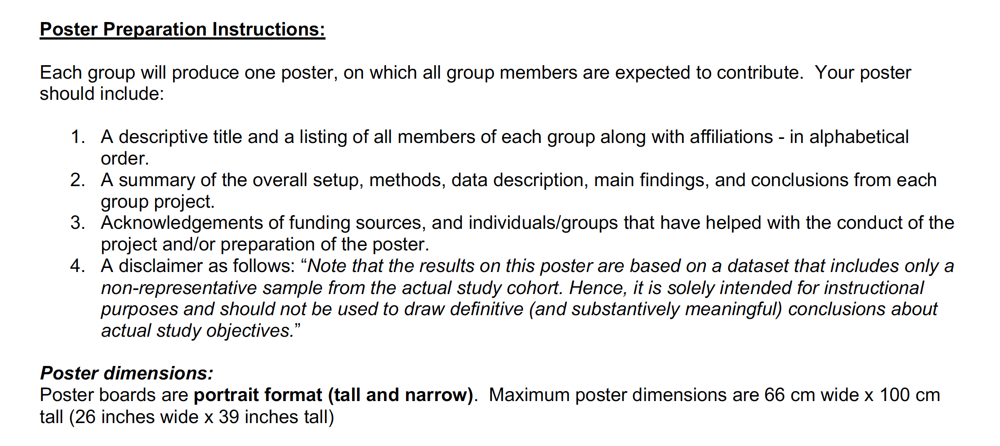 Poster Preparation Instructions:
Each group will produce one poster, on which all group members are expected to contribute.  Your poster
should include:
1. A descriptive title and a listing of all members of each group along with affiliations - in alphabetical
order.
2. A summary of the overall setup, methods, data description, main findings, and conclusions from each
group project.
3. Acknowledgements of funding sources, and individuals/groups that have helped with the conduct of the
project and/or preparation of the poster.
4. A disclaimer as follows: “Note that the results on this poster are based on a dataset that includes only a
non-representative sample from the actual study cohort. Hence, it is solely intended for instructional
purposes and should not be used to draw definitive (and substantively meaningful) conclusions about
actual study objectives.”
Poster dimensions:
Poster boards are portrait format (tall and narrow).  Maximum poster dimensions are 66 cm wide x 100 cm
tall (26 inches wide x 39 inches tall)